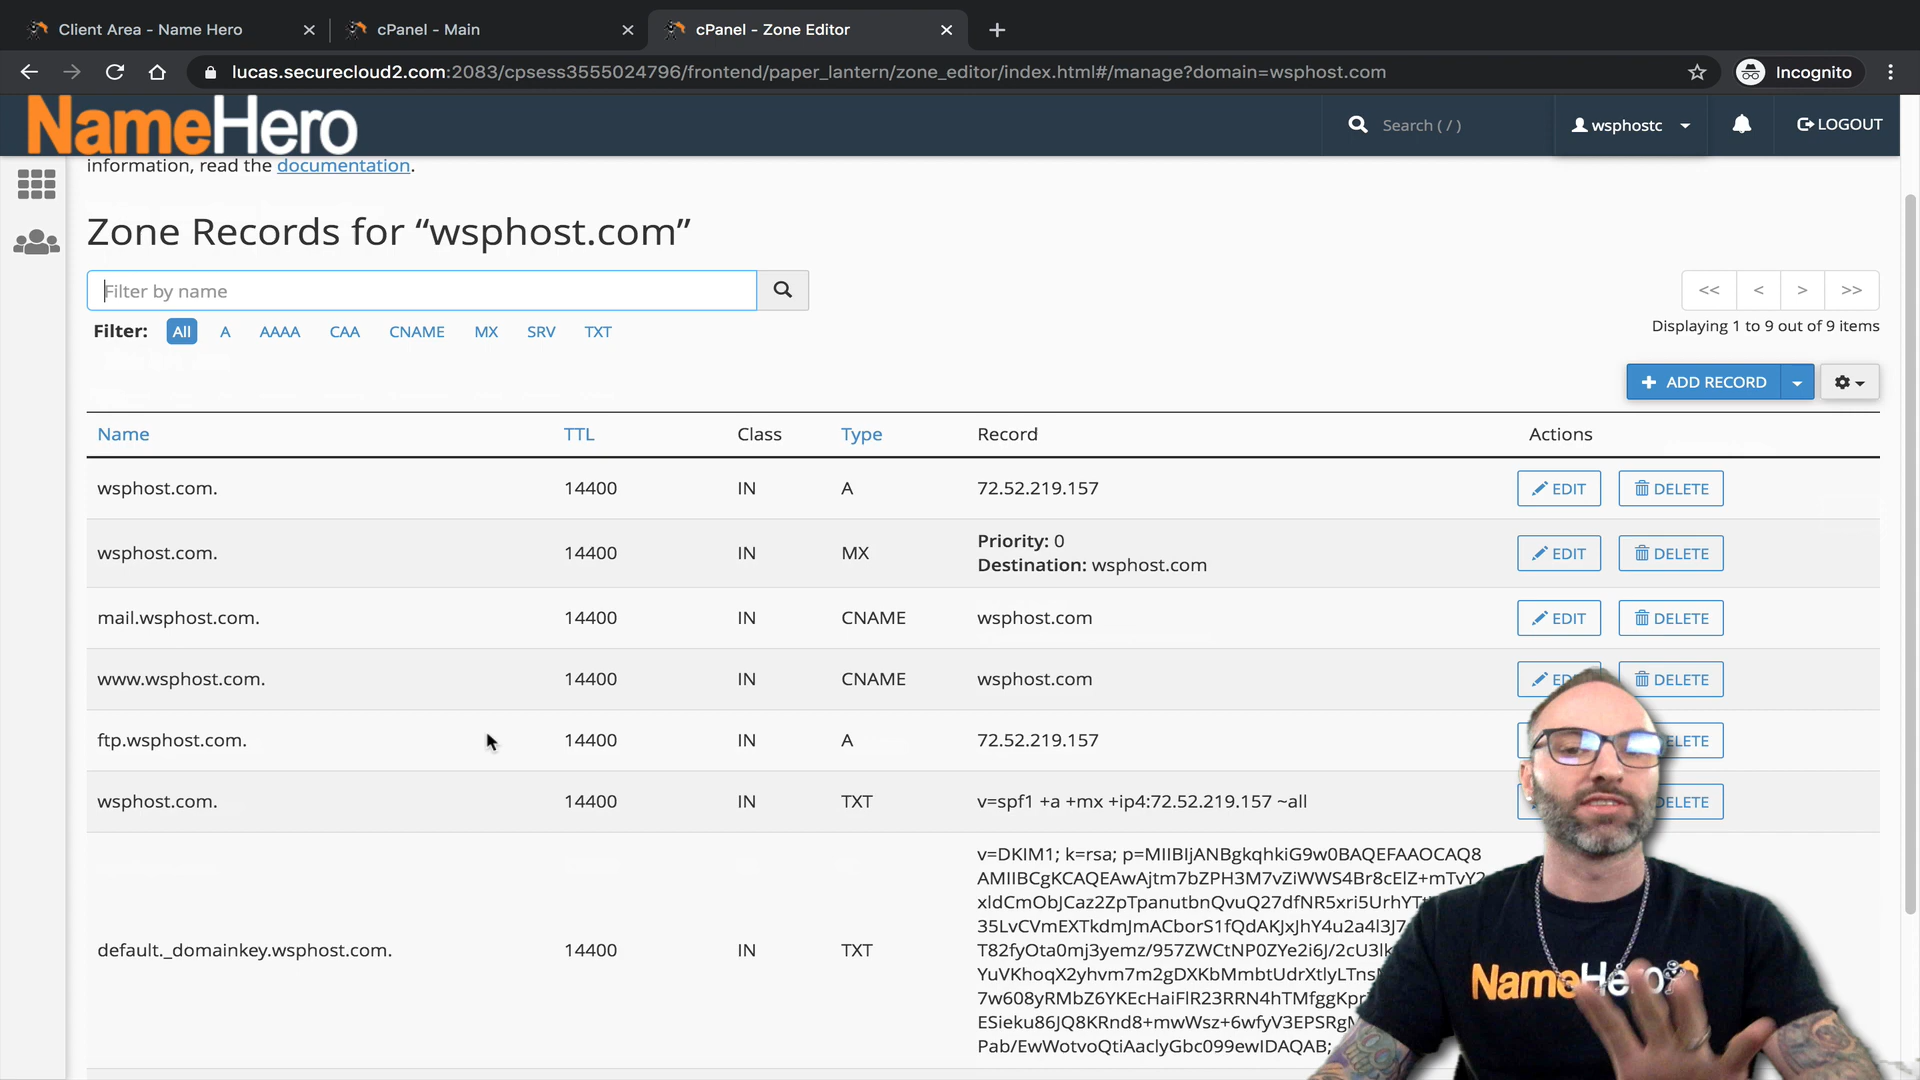 Client Area - Name Hero
cPanel - Main
cPanel - Zone Editor
lucas.securecloud2.com:2083/cpsess3555024796/frontend/paper_lantern/zone_editor/index.html#/manage?domain=wsphost.com
Incognito
NameHero
Search ( / )
wsphostc
LOGOUT
information, read the documentation.
Zone Records for “wsphost.com”
Filter by name
<< < > >>
Filter: All A AAAA CAA CNAME MX SRV TXT
Displaying 1 to 9 out of 9 items
ADD RECORD
Name TTL Class Type Record Actions
wsphost.com. 14400 IN A 72.52.219.157 EDIT DELETE
Priority: 0
wsphost.com. 14400 IN MX EDIT DELETE
Destination: wsphost.com
mail.wsphost.com. 14400 IN CNAME wsphost.com EDIT DELETE
www.wsphost.com. 14400 IN CNAME wsphost.com DELETE
ftp.wsphost.com. 14400 IN A 72.52.219.157
wsphost.com. 14400 IN TXT v=spf1 +a +mx +ip4:72.52.219.157 ~all
v=DKIM1; k=rsa; p=MIIBIjANBgkqhkiG9w0BAQEFAAOCAQ8
default._domainkey.wsphost.com. 14400 IN TXT
NameHero